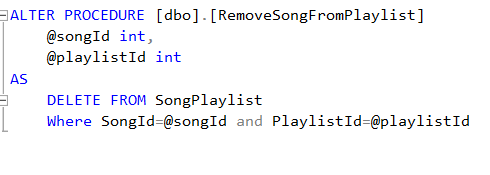 ALTER PROCEDURE [dbo].[RemoveSongFromPlaylist]
    @songId int,
    @playlistId int
AS
    DELETE FROM SongPlaylist
    Where SongId=@songId and PlaylistId=@playlistId